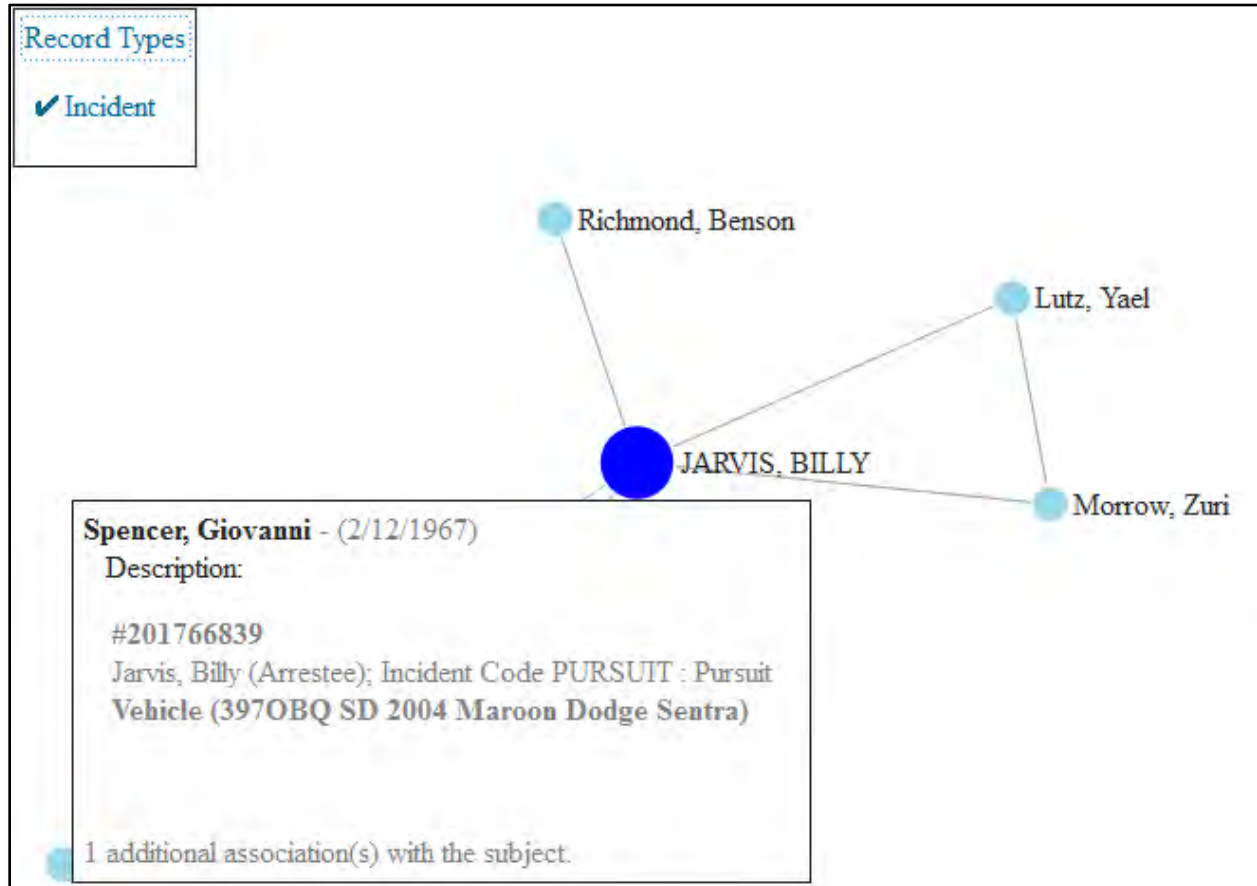 Record Types
✔ Incident
Richmond, Benson
Lutz, Yael
JARVIS, BILLY
Morrow, Zuri
Spencer, Giovanni - (2/12/1967)
Description:
#201766839
Jarvis, Billy (Arrestee); Incident Code PURSUIT : Pursuit
Vehicle (397OBQ SD 2004 Maroon Dodge Sentra)
1 additional association(s) with the subject.